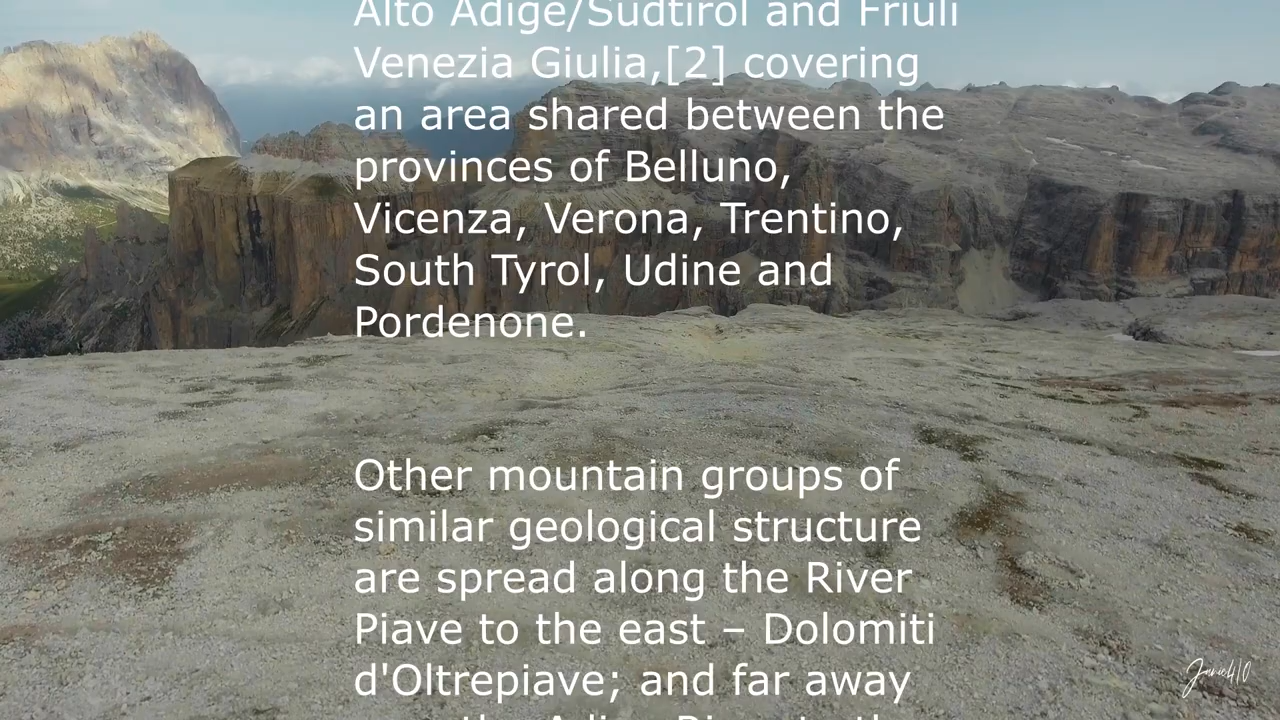 Alto Adige/Südtirol and Friuli
Venezia Giulia,[2] covering
an area shared between the
provinces of Belluno,
Vicenza, Verona, Trentino,
South Tyrol, Udine and
Pordenone.
Other mountain groups of
similar geological structure
are spread along the River
Piave to the east – Dolomiti
d'Oltrepiave; and far away